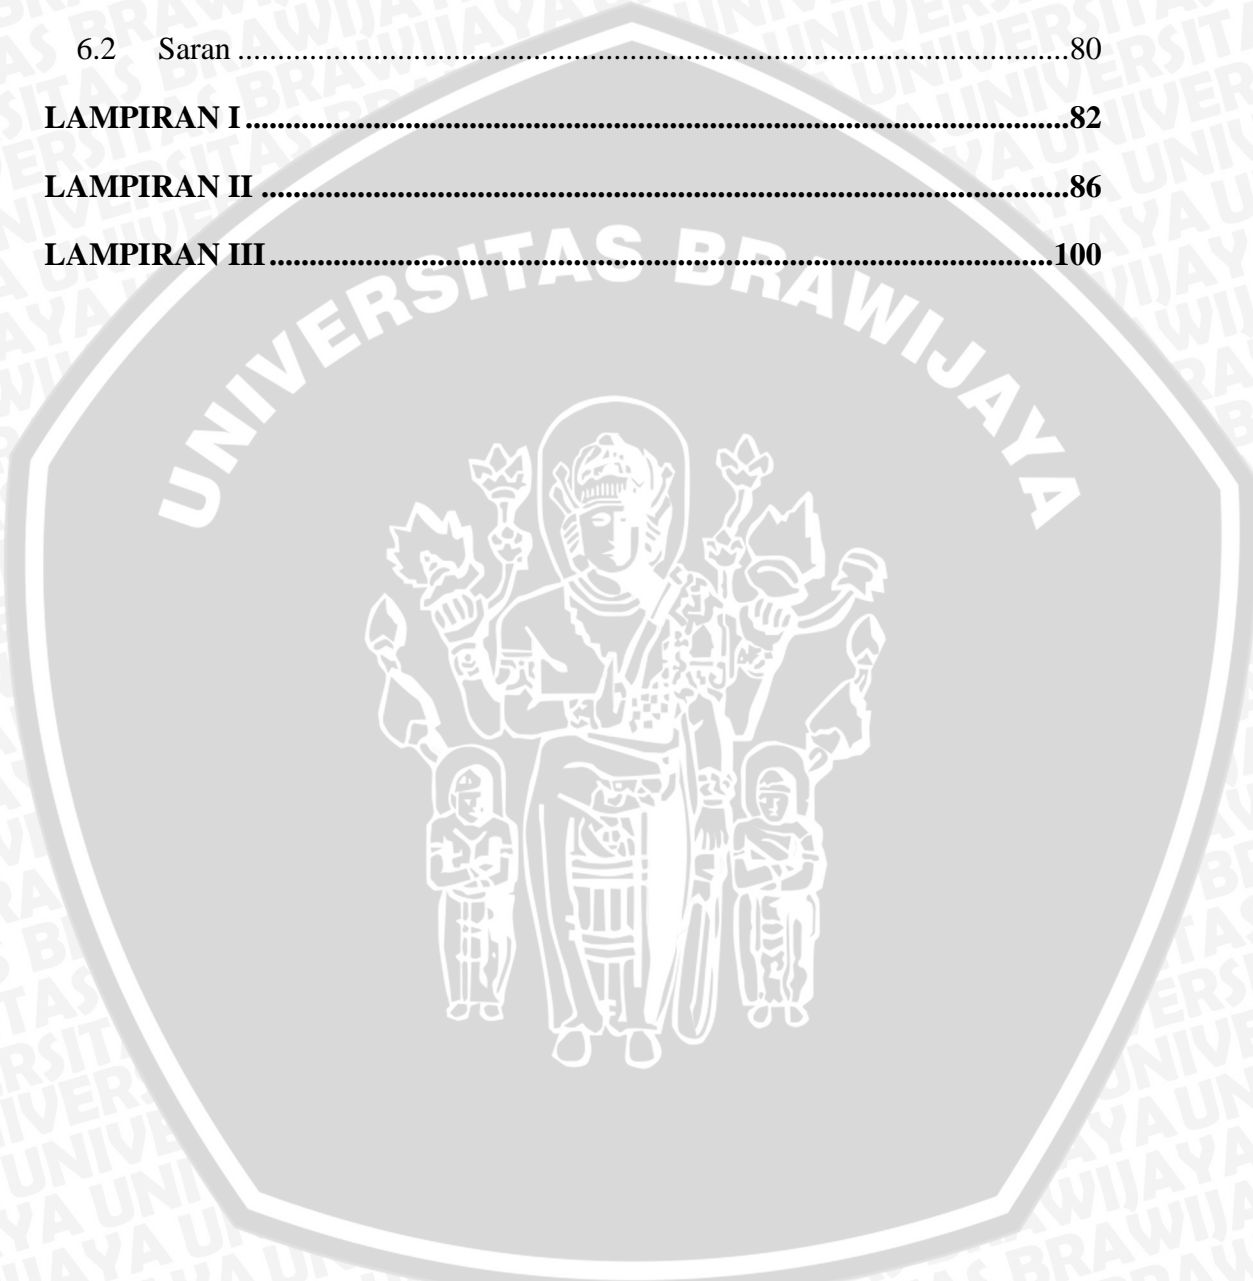 6.2 Saran ........................................................................................................80
LAMPIRAN I .......................................................................................................82
LAMPIRAN II .....................................................................................................86
LAMPIRAN III..................................................................................................100
UNIVERSITAS BRAWIJAYA